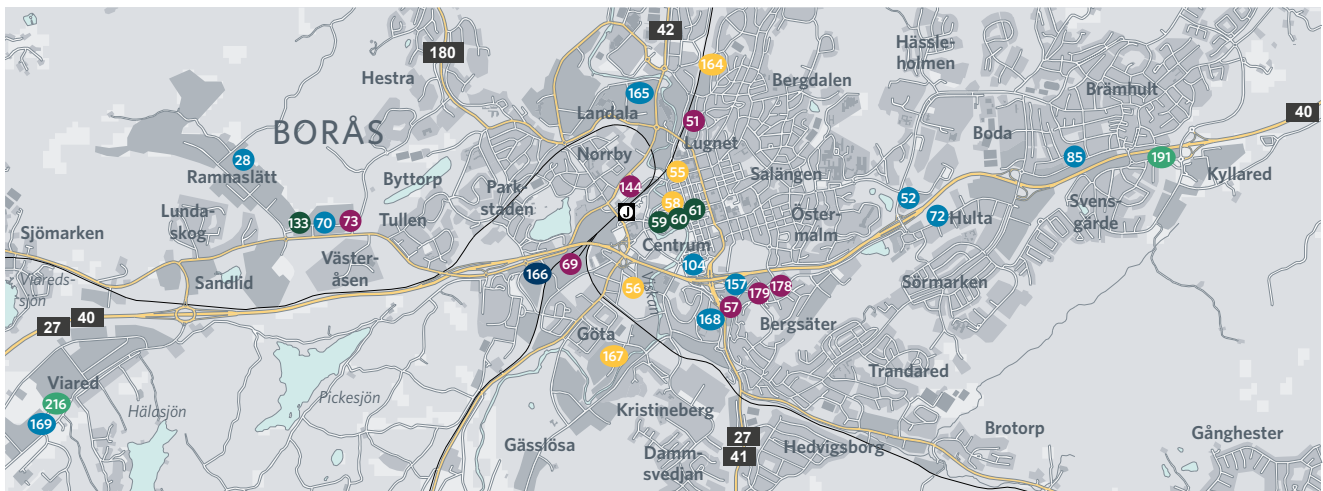 42
180
Hestra
164
Hässle-
holmen
Bergdalen
165
Brämhult
Landala
40
BORÅS
51
Lugnet
Boda
28
Ramnaslätt
Norrby
85
191
55
Byttorp
Park-
staden
144
Salängen
Kyllared
52
58
J
59
60
61
Lunda-
skog
133
70
73
Tullen
Öster-
malm
72
Hulta
Svens-
gärde
Sjömarken
Centrum
Väster-
åsen
Sandlid
166
69
104
Viareds-
sjön
56
Viskan
157
179
178
Sörmarken
57
168
Bergsäter
40
27
Göta
167
Trandared
Viared
Pickesjön
216
Hälasjön
169
Kristineberg
Brotorp
27
41
Hedvigsborg
Gässlösa
Damm-
svedjan
Gånghester